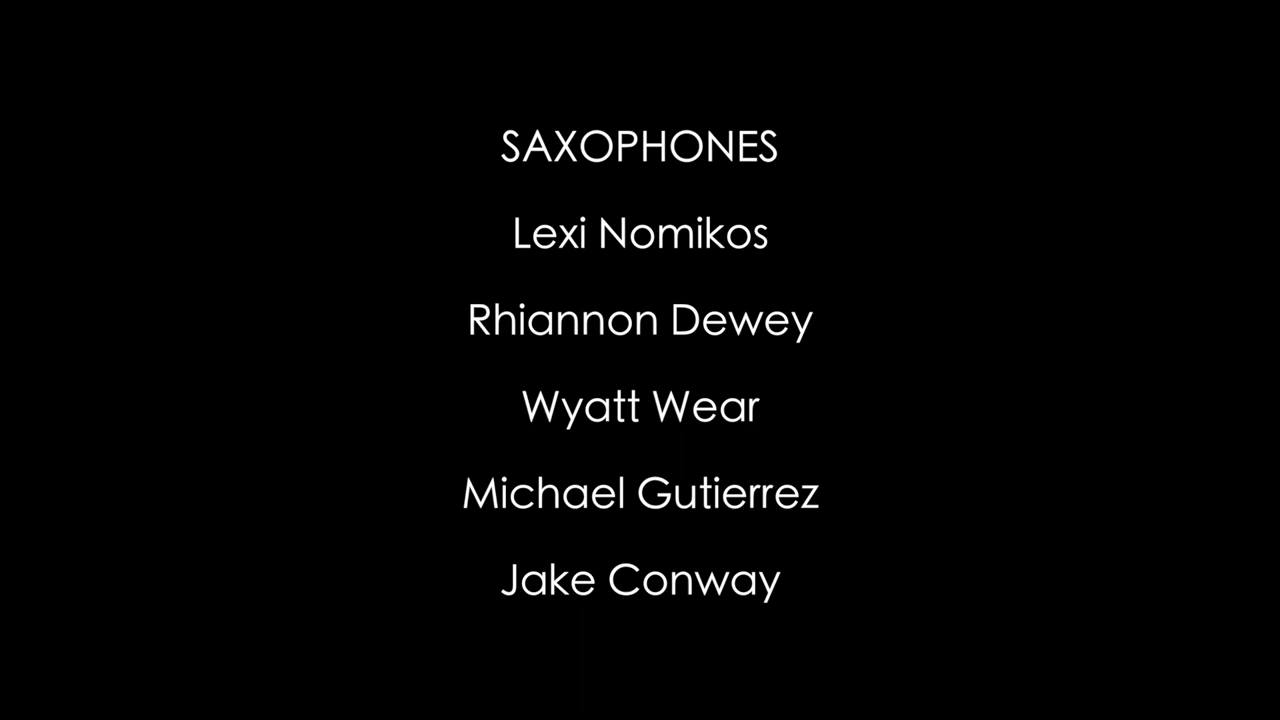 SAXOPHONES
Lexi Nomikos
Rhiannon Dewey
Wyatt Wear
Michael Gutierrez
Jake Conway